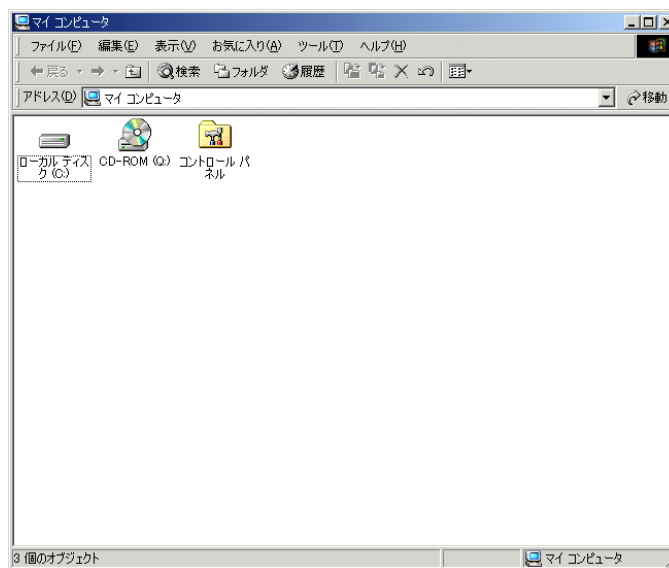 マイ コンピュータ
ファイル(F) 編集(E) 表示(V) お気に入り(A) ツール(T) ヘルプ(H)
戻る 検索 フォルダ 履歴
アドレス(D) マイ コンピュータ 移動
ローカル ディス
ク (C:)
CD-ROM (Q:)
コントロール パ
ネル
3 個のオブジェクト マイ コンピュータ